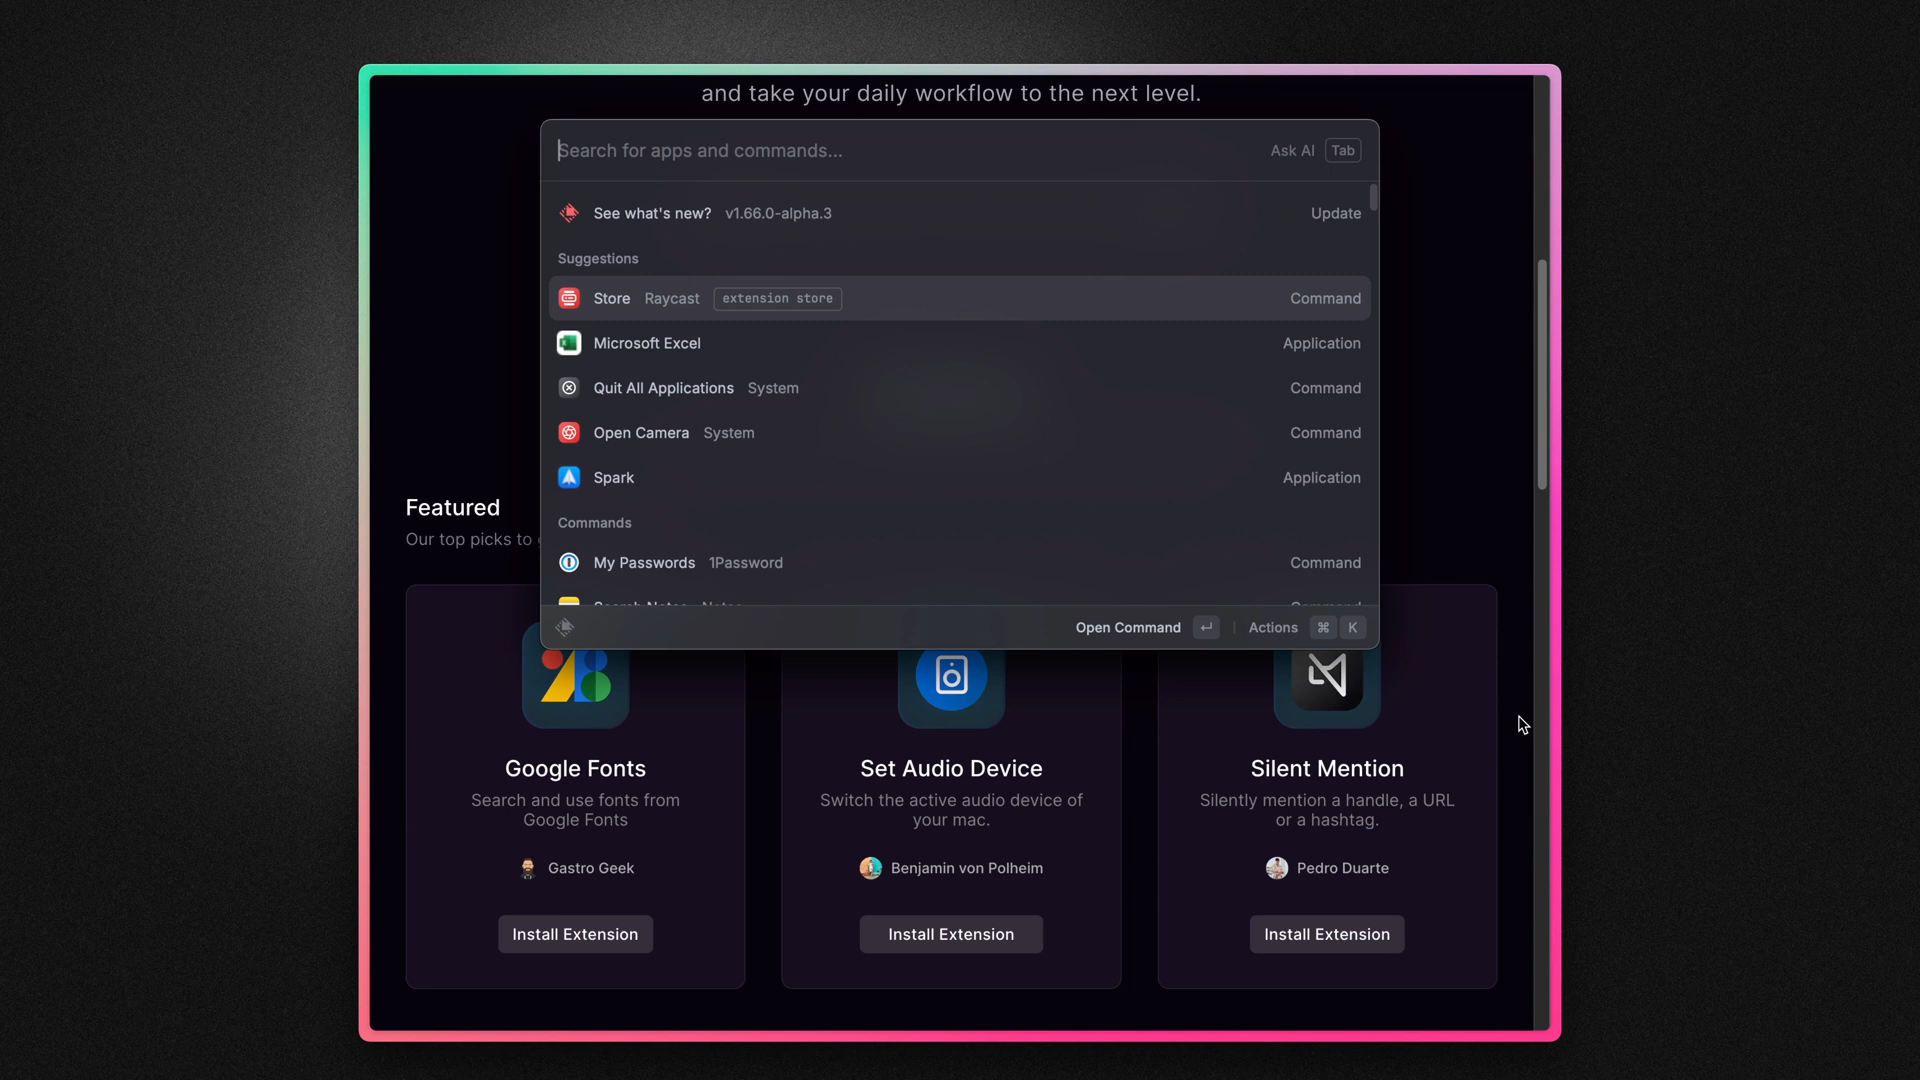 and take your daily workflow to the next level.
Search for apps and commands...
Ask AI Tab
See what's new? v1.66.0-alpha.3 Update
Suggestions
Store Raycast extension store Command
Microsoft Excel Application
Quit All Applications System Command
Open Camera System Command
Spark Application
Commands
My Passwords 1Password Command
Search Notes Notes Command
Open Command ↵ Actions ⌘ K
Featured
Our top picks to
Google Fonts
Search and use fonts from
Google Fonts
Gastro Geek
Install Extension
Set Audio Device
Switch the active audio device of
your mac.
Benjamin von Polheim
Install Extension
Silent Mention
Silently mention a handle, a URL
or a hashtag.
Pedro Duarte
Install Extension